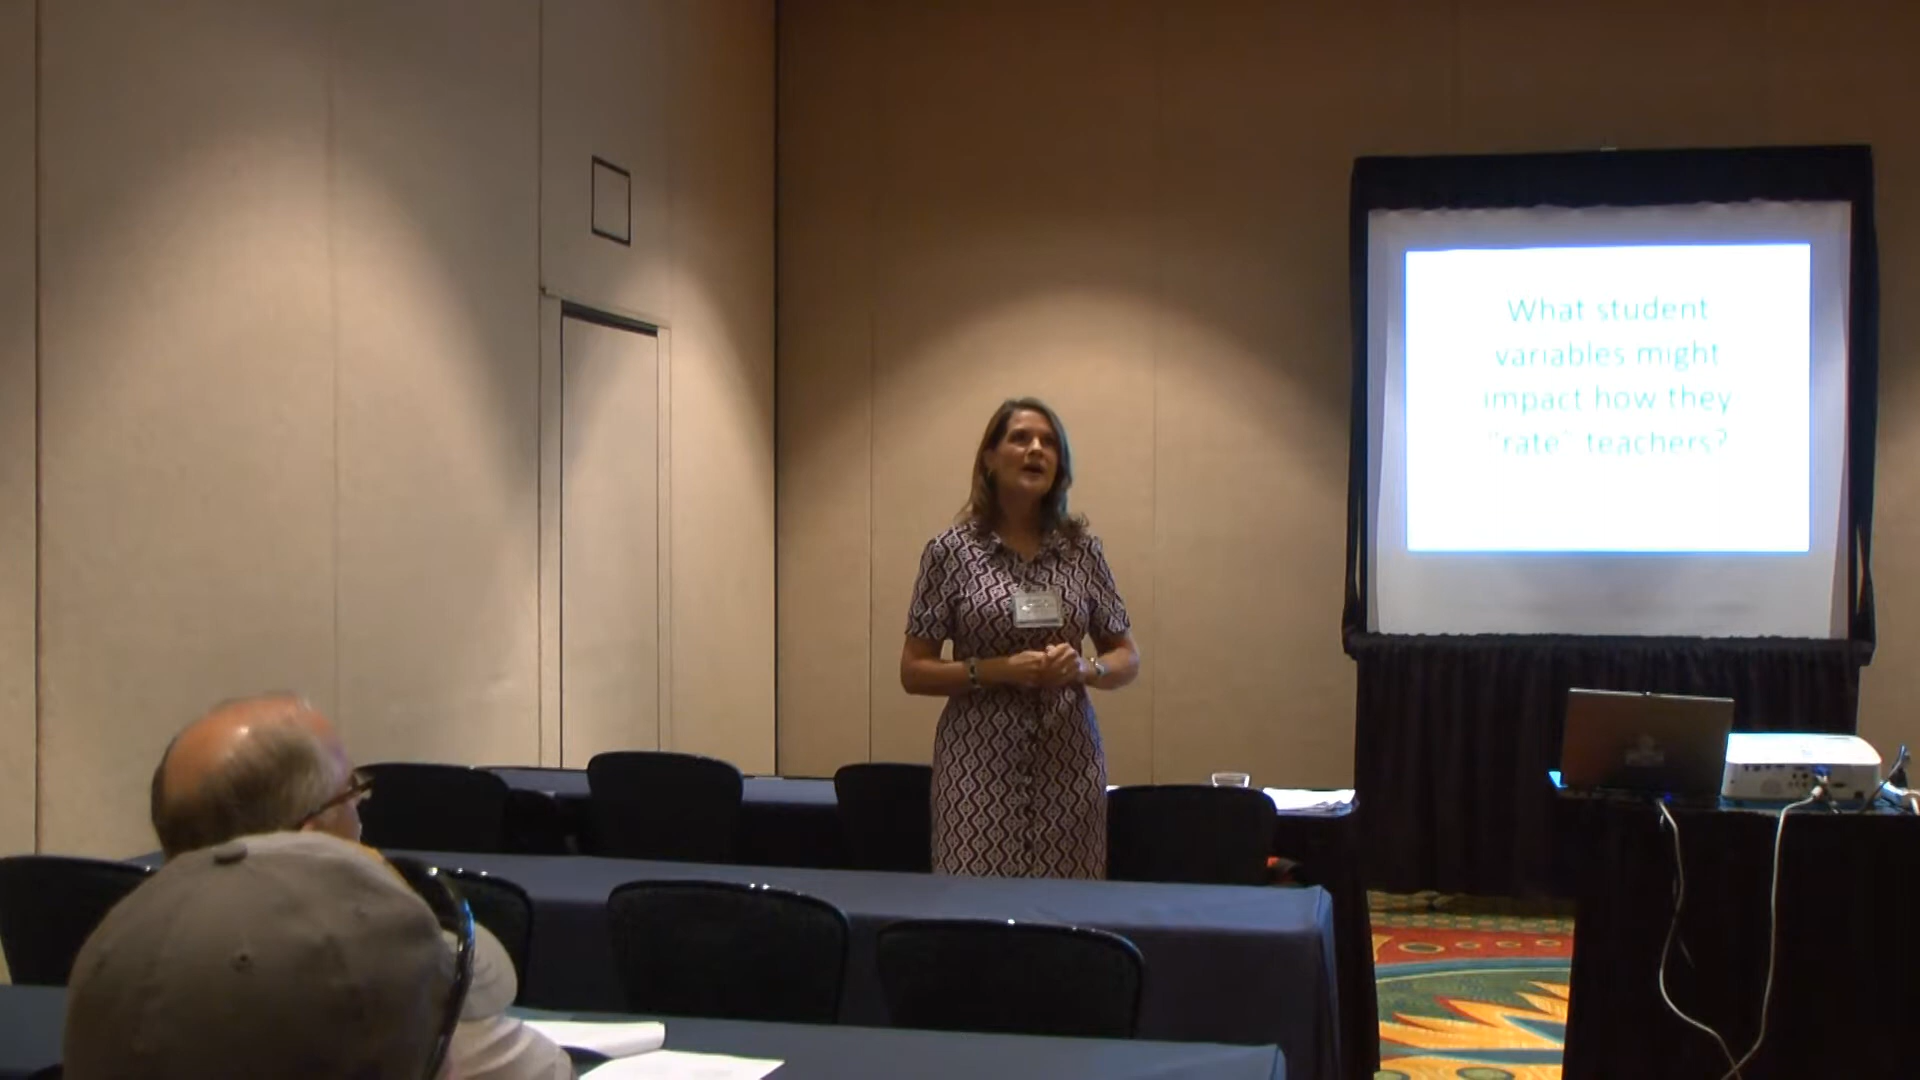 What student
variables might
impact how they
"rate" teachers?